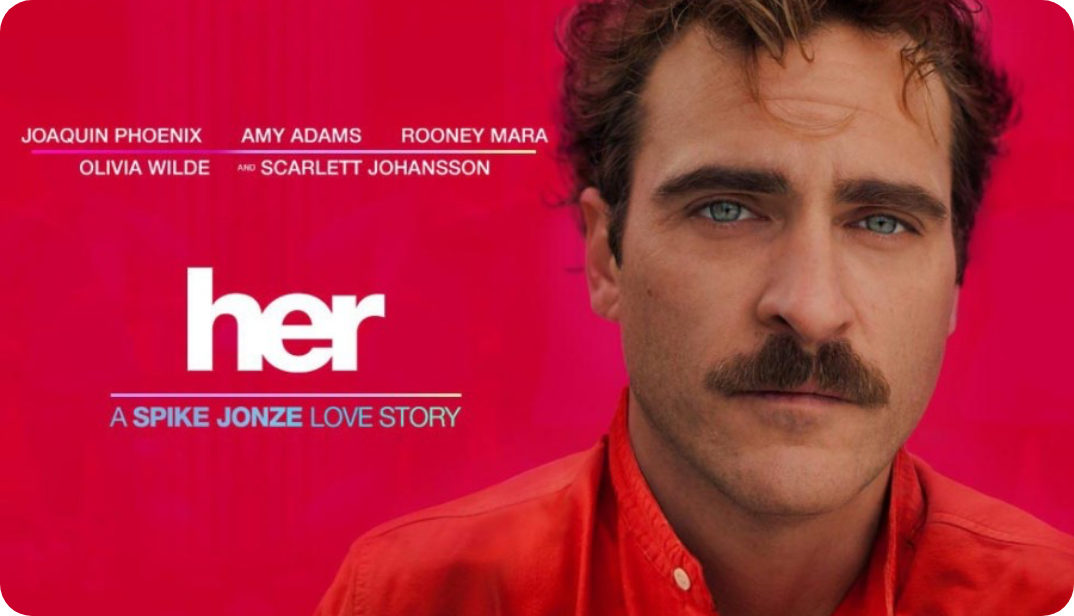 JOAQUIN PHOENIX AMY ADAMS ROONEY MARA
OLIVIA WILDE AND SCARLETT JOHANSSON
her
A SPIKE JONZE LOVE STORY